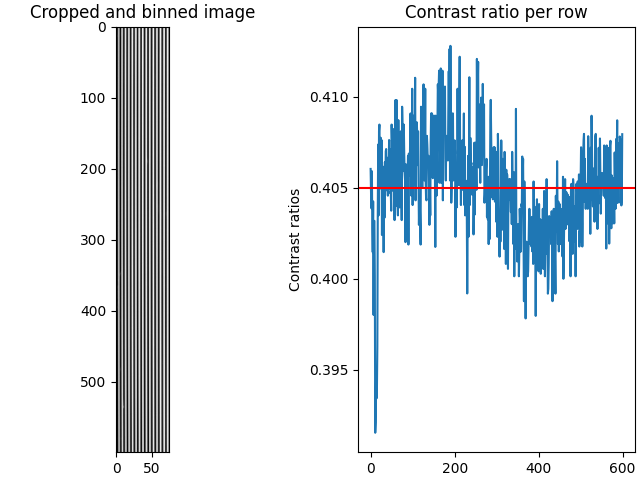 Cropped and binned image
0
100
200
300
400
500
0 50
Contrast ratio per row
Contrast ratios
0.410
0.405
0.400
0.395
0 200 400 600